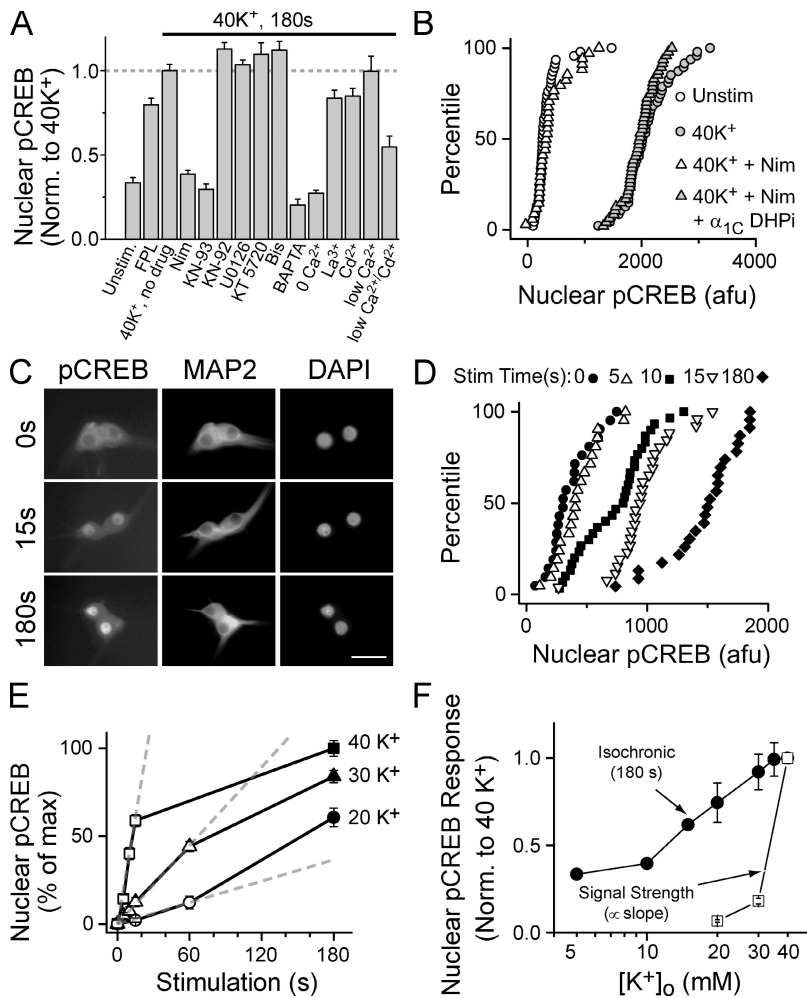 A
40K⁺, 180s
Nuclear pCREB
(Norm. to 40K⁺)
1.0
0.5
0.0
Unstim.
FPL
40K⁺, no drug
Nim
KN-93
KN-92
U0126
KT 5720
Bis
BAPTA
0 Ca²⁺
La³⁺
Cd²⁺
low Ca²⁺
low Ca²⁺/Cd²⁺
B
Percentile
100
50
0
Unstim
40K⁺
40K⁺ + Nim
40K⁺ + Nim
+ α1C DHPi
0 2000 4000
Nuclear pCREB (afu)
C
pCREB MAP2 DAPI
0s
15s
180s
D
Stim Time(s): 0 5 10 15 180
Percentile
100
50
0
0 1000 2000
Nuclear pCREB (afu)
E
Nuclear pCREB
(% of max)
100
50
0
40 K⁺
30 K⁺
20 K⁺
0 60 120 180
Stimulation (s)
F
Nuclear pCREB Response
(Norm. to 40 K⁺)
1.0
0.5
0.0
Isochronic
(180 s)
Signal Strength
(∝ slope)
5 10 20 30 40
[K⁺]o (mM)